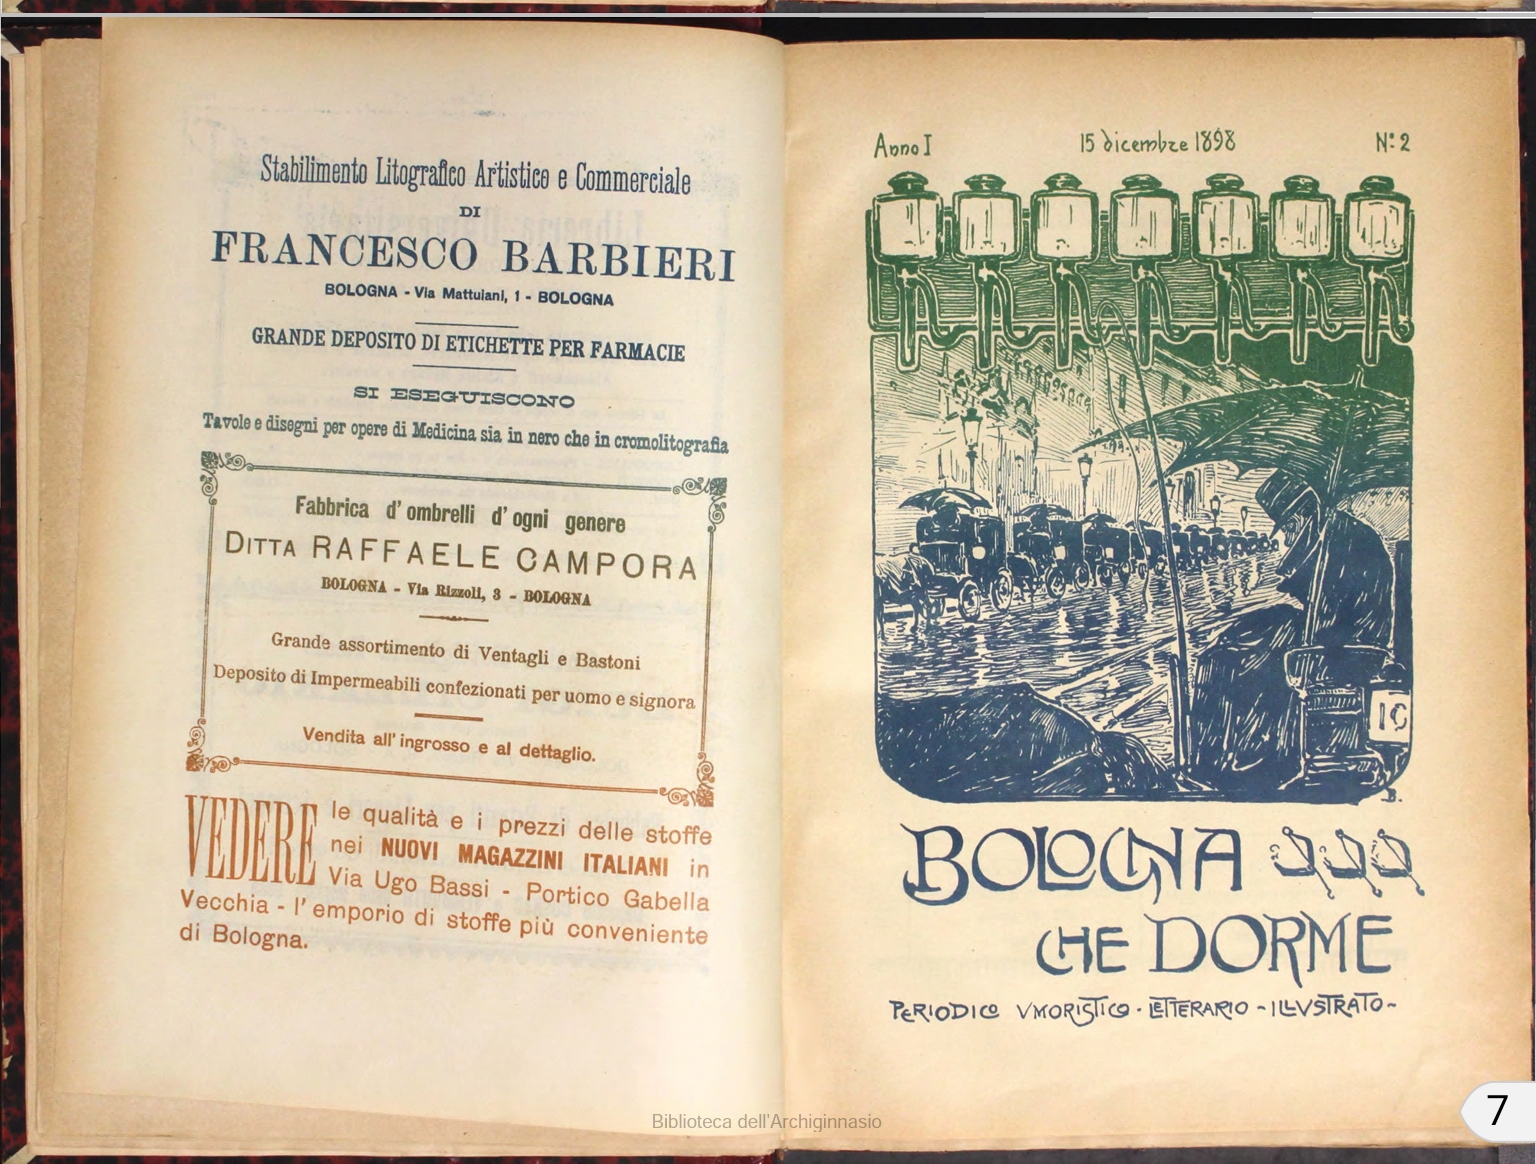 Stabilimento Litografico Artistico e Commerciale
DI
FRANCESCO BARBIERI
BOLOGNA - Via Mattuiani, 1 - BOLOGNA
GRANDE DEPOSITO DI ETICHETTE PER FARMACIE
SI ESEGUISCONO
Tavole e disegni per opere di Medicina sia in nero che in cromolitografia
Fabbrica d' ombrelli d' ogni genere
DITTA RAFFAELE CAMPORA
BOLOGNA - Via Rizzoli, 3 - BOLOGNA
Grande assortimento di Ventagli e Bastoni
Deposito di Impermeabili confezionati per uomo e signora
Vendita all' ingrosso e al dettaglio.
VEDERE le qualità e i prezzi delle stoffe
nei NUOVI MAGAZZINI ITALIANI in
Via Ugo Bassi - Portico Gabella
Vecchia - l' emporio di stoffe più conveniente
di Bologna.
Anno I 15 dicembre 1898 N.º 2
B.
BOLOGNA
CHE DORME
PERIODICO VMORISTICO - LETTERARIO - ILLVSTRATO -
Biblioteca dell'Archiginnasio
7